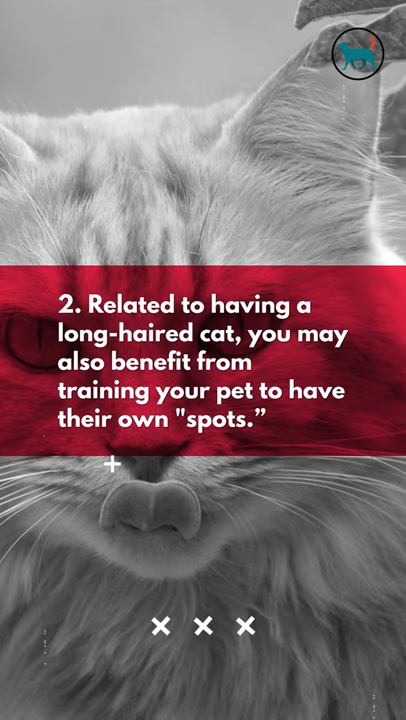 2. Related to having a
long-haired cat, you may
also benefit from
training your pet to have
their own "spots.”